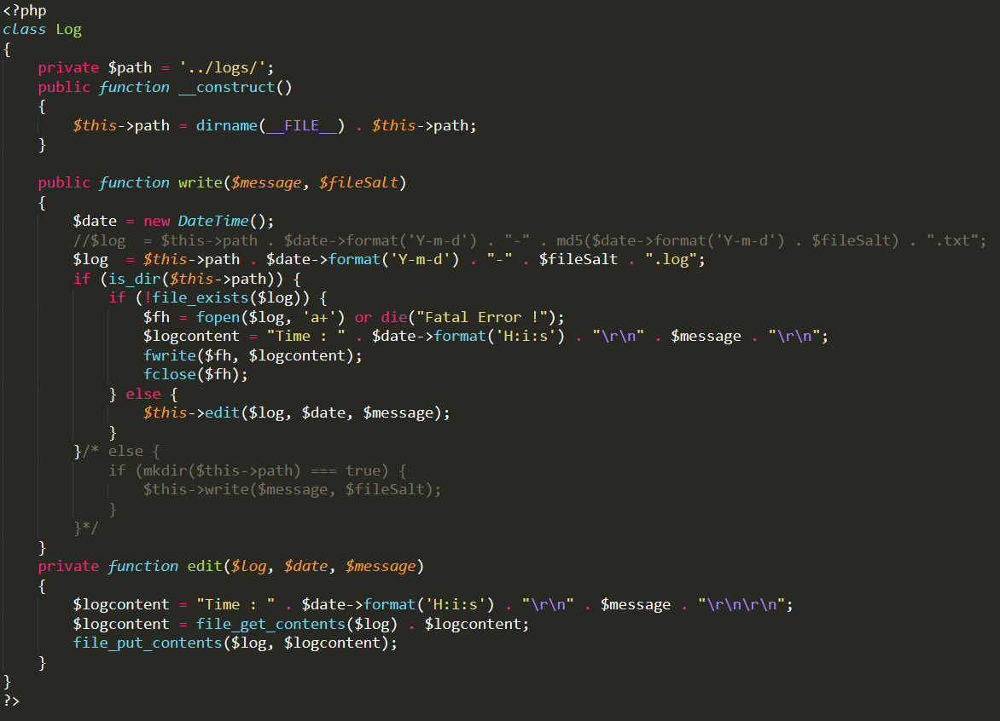 <?php
class Log
{
    private $path = '../logs/';
    public function __construct()
    {
        $this->path = dirname(__FILE__) . $this->path;
    }

    public function write($message, $fileSalt)
    {
        $date = new DateTime();
        //$log  = $this->path . $date->format('Y-m-d') . "-" . md5($date->format('Y-m-d') . $fileSalt) . ".txt";
        $log  = $this->path . $date->format('Y-m-d') . "-" . $fileSalt . ".log";
        if (is_dir($this->path)) {
            if (!file_exists($log)) {
                $fh = fopen($log, 'a+') or die("Fatal Error !");
                $logcontent = "Time : " . $date->format('H:i:s') . "\r\n" . $message . "\r\n";
                fwrite($fh, $logcontent);
                fclose($fh);
            } else {
                $this->edit($log, $date, $message);
            }
        }/* else {
            if (mkdir($this->path) === true) {
                $this->write($message, $fileSalt);
            }
        }*/
    }
    private function edit($log, $date, $message)
    {
        $logcontent = "Time : " . $date->format('H:i:s') . "\r\n" . $message . "\r\n\r\n";
        $logcontent = file_get_contents($log) . $logcontent;
        file_put_contents($log, $logcontent);
    }
}
?>